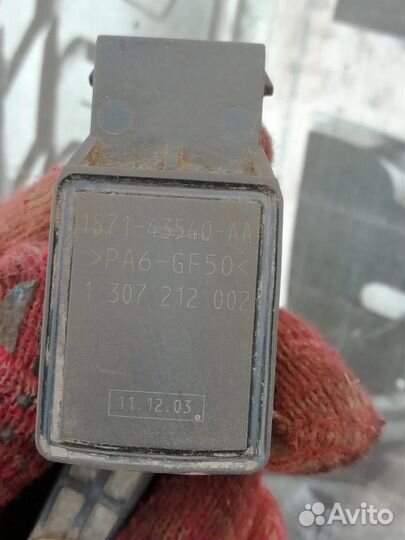 1S71-43540-AA
>PA6-GF50<
1 307 212 002
11.12.03
Avito